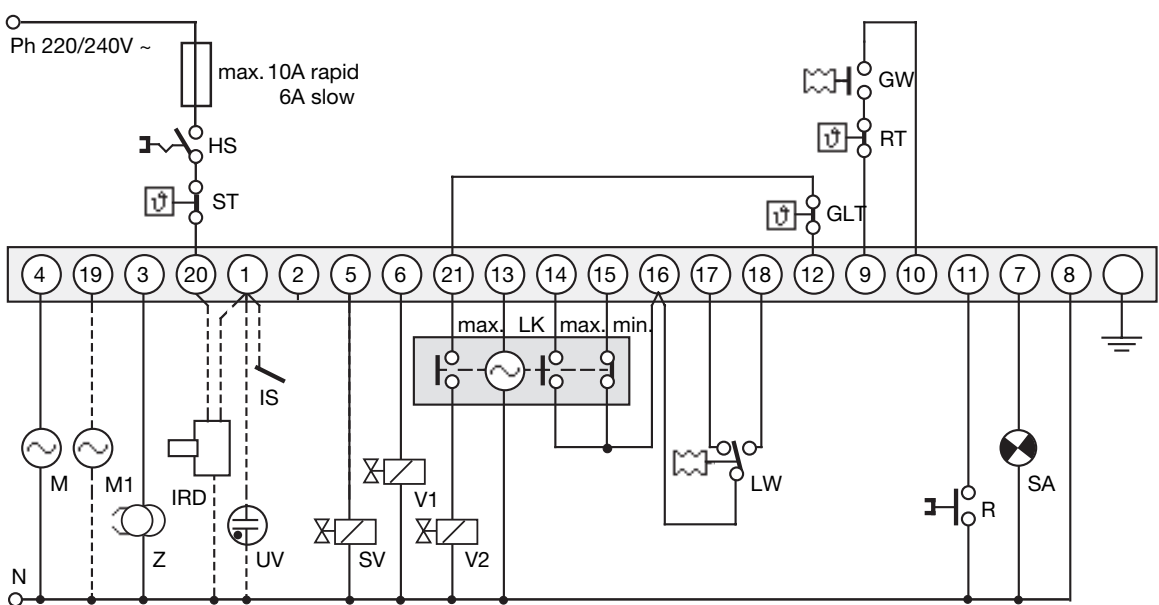 Ph 220/240V ~
max. 10A rapid
6A slow
HS
ϑ ST
GW
ϑ RT
ϑ GLT
4 19 3 20 1 2 5 6 21 13 14 15 16 17 18 12 9 10 11 7 8
max. LK max. min.
IS
M
M1
IRD
V1
LW
SA
R
Z
UV
SV
V2
N